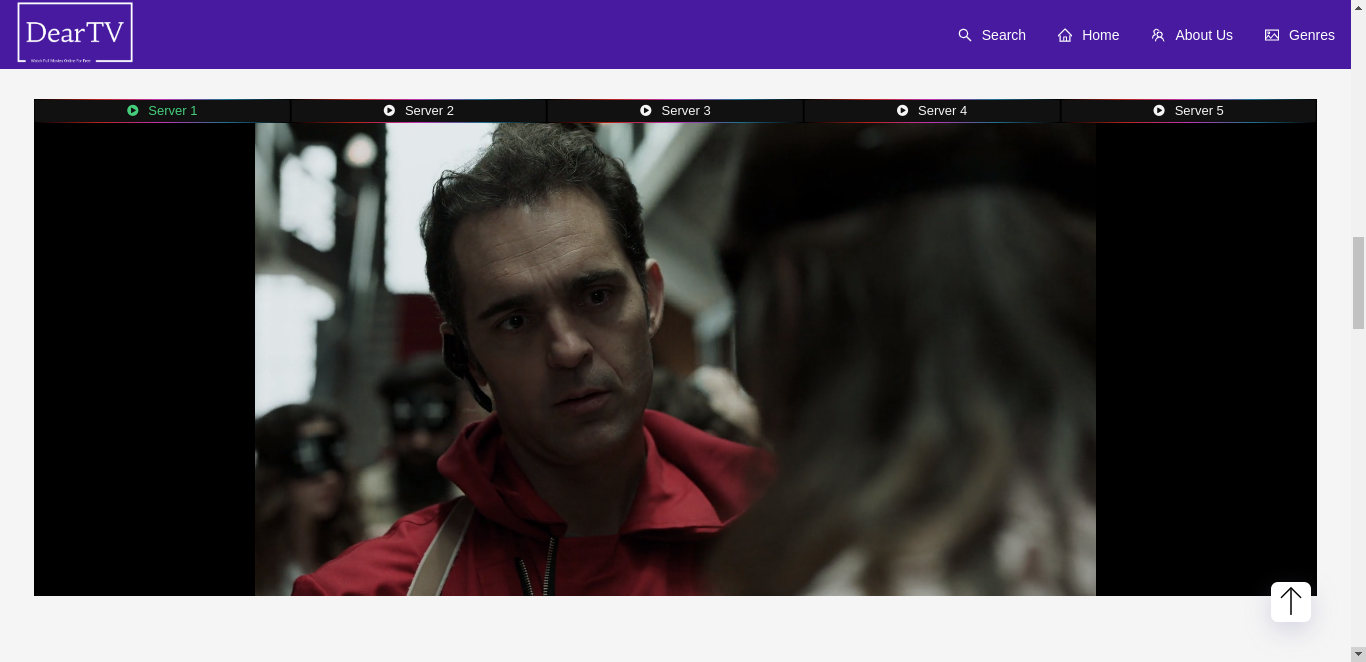 DearTV
Watch Full Movies Online For Free
Search
Home
About Us
Genres
Server 1
Server 2
Server 3
Server 4
Server 5